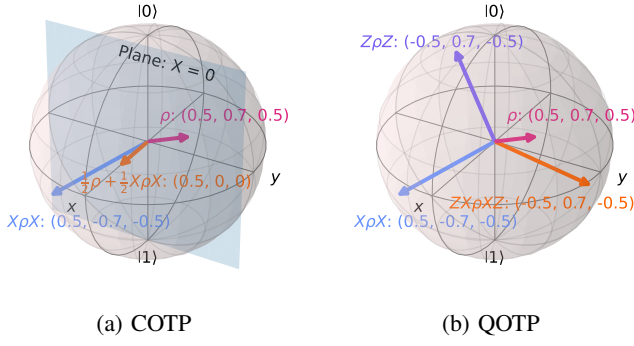 |0⟩
Plane: X = 0
ρ: (0.5, 0.7, 0.5)
½ρ + ½XρX: (0.5, 0, 0)
y
x
XρX: (0.5, -0.7, -0.5)
|1⟩
(a) COTP
|0⟩
ZρZ: (-0.5, 0.7, -0.5)
ρ: (0.5, 0.7, 0.5)
y
ZXρXZ: (-0.5, 0.7, -0.5)
x
XρX: (0.5, -0.7, -0.5)
|1⟩
(b) QOTP